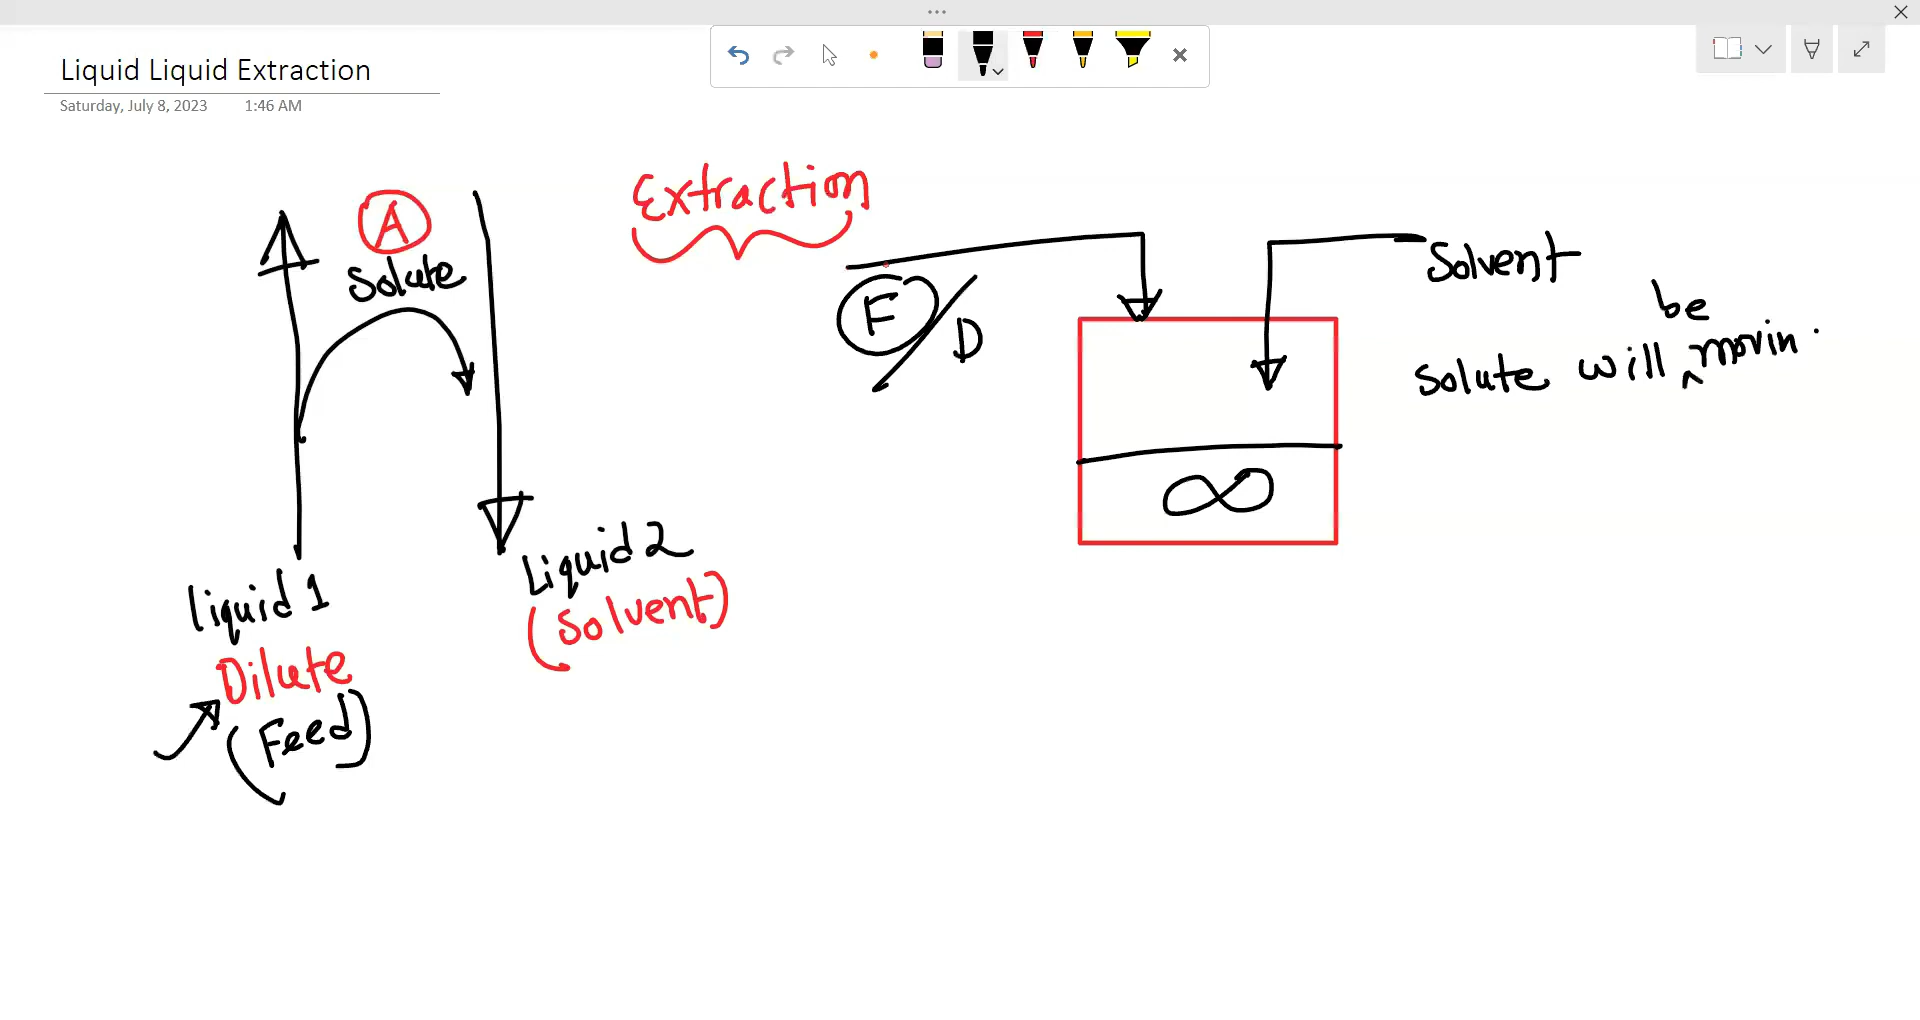 Liquid Liquid Extraction
Saturday, July 8, 2023 1:46 AM
Extraction
A
Solute
Solvent
F/D
be
Solute will ^ movin
∞
Liquid 2
(Solvent)
liquid 1
Dilute
(Feed)